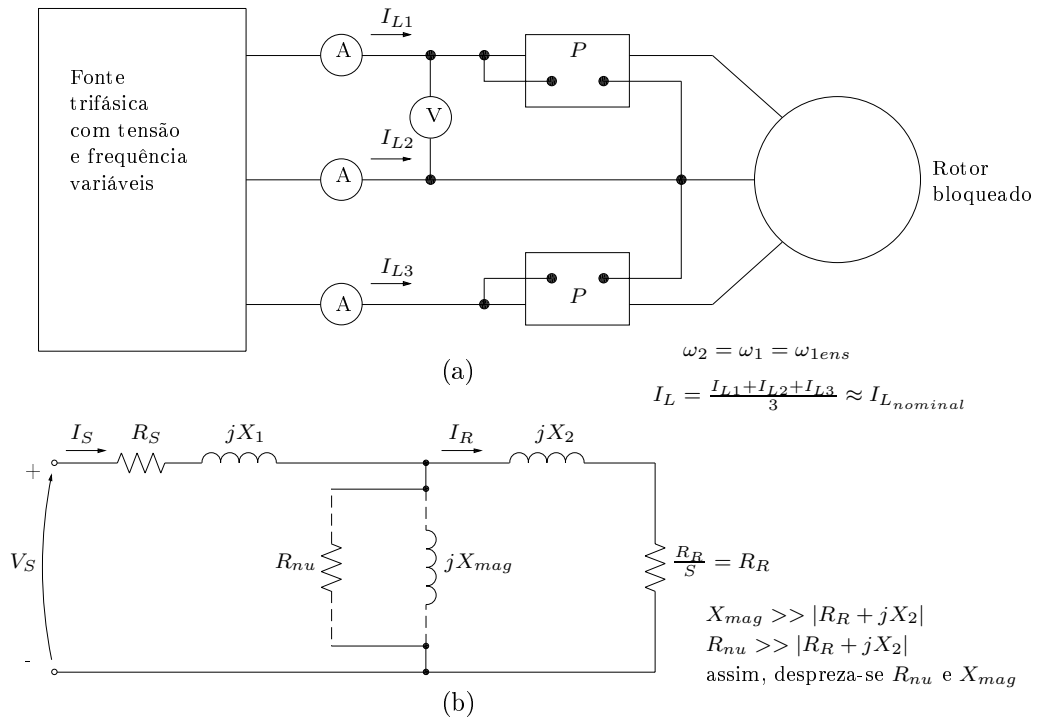 Fonte
trifásica
com tensão
e frequência
variáveis
A
I_{L1}
P
V
A
I_{L2}
Rotor
bloqueado
A
I_{L3}
P
(a)
ω_2 = ω_1 = ω_{1ens}
I_L = \frac{I_{L1}+I_{L2}+I_{L3}}{3} ≈ I_{L_{nominal}}
I_S
R_S
jX_1
I_R
jX_2
+
V_S
-
R_{nu}
jX_{mag}
\frac{R_R}{S} = R_R
X_{mag} >> |R_R + jX_2|
R_{nu} >> |R_R + jX_2|
assim, despreza-se R_{nu} e X_{mag}
(b)